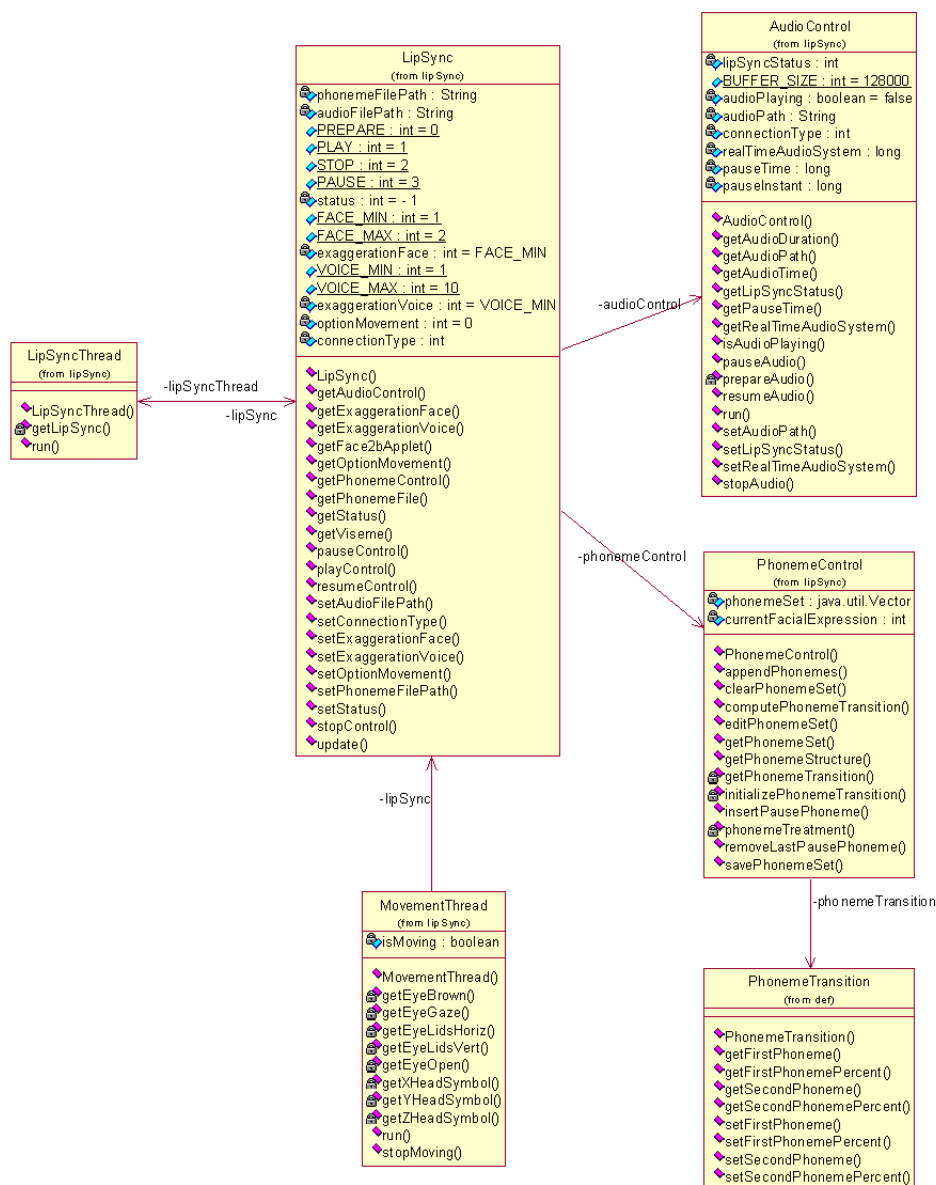 LipSync
(from lipSync)
phonemeFilePath : String
audioFilePath : String
PREPARE : int = 0
PLAY : int = 1
STOP : int = 2
PAUSE : int = 3
status : int = - 1
FACE_MIN : int = 1
FACE_MAX : int = 2
exaggerationFace : int = FACE_MIN
VOICE_MIN : int = 1
VOICE_MAX : int = 10
exaggerationVoice : int = VOICE_MIN
optionMovement : int = 0
connectionType : int
LipSync()
getAudioControl()
getExaggerationFace()
getExaggerationVoice()
getFace2bApplet()
getOptionMovement()
getPhonemeControl()
getPhonemeFile()
getStatus()
getViseme()
pauseControl()
playControl()
resumeControl()
setAudioFilePath()
setConnectionType()
setExaggerationFace()
setExaggerationVoice()
setOptionMovement()
setPhonemeFilePath()
setStatus()
stopControl()
update()
AudioControl
(from lipSync)
lipSyncStatus : int
BUFFER_SIZE : int = 128000
audioPlaying : boolean = false
audioPath : String
connectionType : int
realTimeAudioSystem : long
pauseTime : long
pauseInstant : long
AudioControl()
getAudioDuration()
getAudioPath()
getAudioTime()
getLipSyncStatus()
getPauseTime()
getRealTimeAudioSystem()
isAudioPlaying()
pauseAudio()
prepareAudio()
resumeAudio()
run()
setAudioPath()
setLipSyncStatus()
setRealTimeAudioSystem()
stopAudio()
-audioControl
LipSyncThread
(from lipSync)
LipSyncThread()
getLipSync()
run()
-lipSyncThread
-lipSync
-phonemeControl
PhonemeControl
(from lipSync)
phonemeSet : java.util.Vector
currentFacialExpression : int
PhonemeControl()
appendPhonemes()
clearPhonemeSet()
computePhonemeTransition()
editPhonemeSet()
getPhonemeSet()
getPhonemeStructure()
getPhonemeTransition()
initializePhonemeTransition()
insertPausePhoneme()
phonemeTreatment()
removeLastPausePhoneme()
savePhonemeSet()
-lipSync
MovementThread
(from lipSync)
isMoving : boolean
MovementThread()
getEyeBrown()
getEyeGaze()
getEyeLidsHoriz()
getEyeLidsVert()
getEyeOpen()
getXHeadSymbol()
getYHeadSymbol()
getZHeadSymbol()
run()
stopMoving()
-phonemeTransition
PhonemeTransition
(from def)
PhonemeTransition()
getFirstPhoneme()
getFirstPhonemePercent()
getSecondPhoneme()
getSecondPhonemePercent()
setFirstPhoneme()
setFirstPhonemePercent()
setSecondPhoneme()
setSecondPhonemePercent()